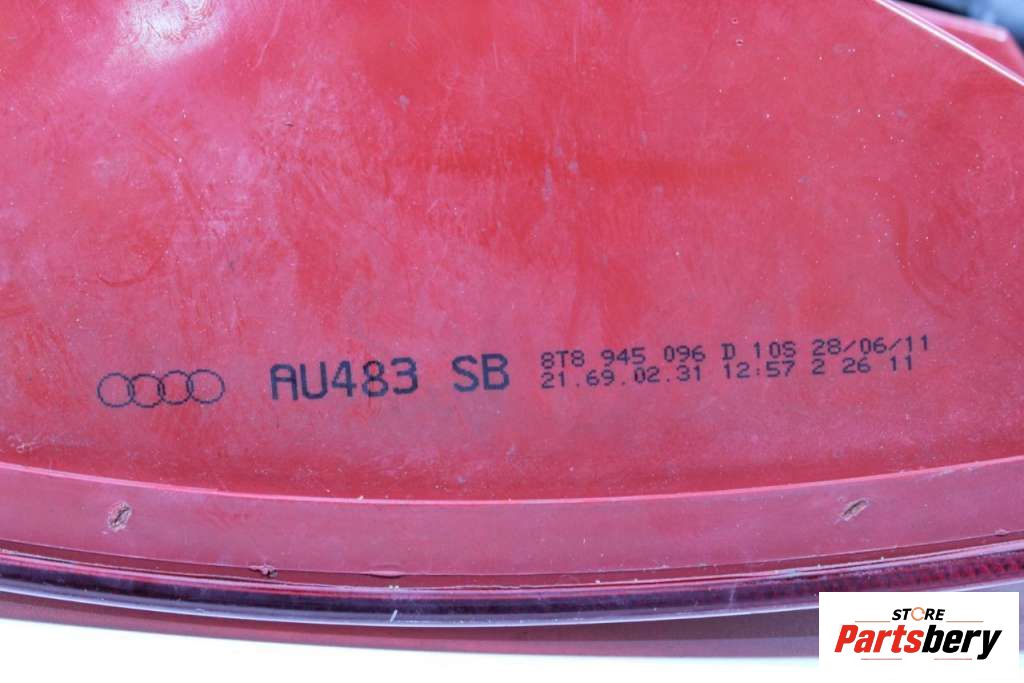 AU483 SB
8T8 945 096 D 10S 28/06/11
21.69.02.31 12:57 2 26 11
STORE
Partsbery